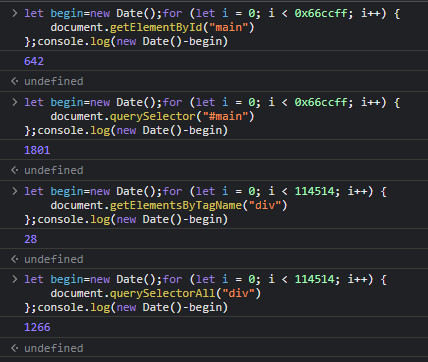 > let begin=new Date();for (let i = 0; i < 0x66ccff; i++) {
    document.getElementById("main")
};console.log(new Date()-begin)
642
<· undefined
> let begin=new Date();for (let i = 0; i < 0x66ccff; i++) {
    document.querySelector("#main")
};console.log(new Date()-begin)
1801
<· undefined
> let begin=new Date();for (let i = 0; i < 114514; i++) {
    document.getElementsByTagName("div")
};console.log(new Date()-begin)
28
<· undefined
> let begin=new Date();for (let i = 0; i < 114514; i++) {
    document.querySelectorAll("div")
};console.log(new Date()-begin)
1266
<· undefined